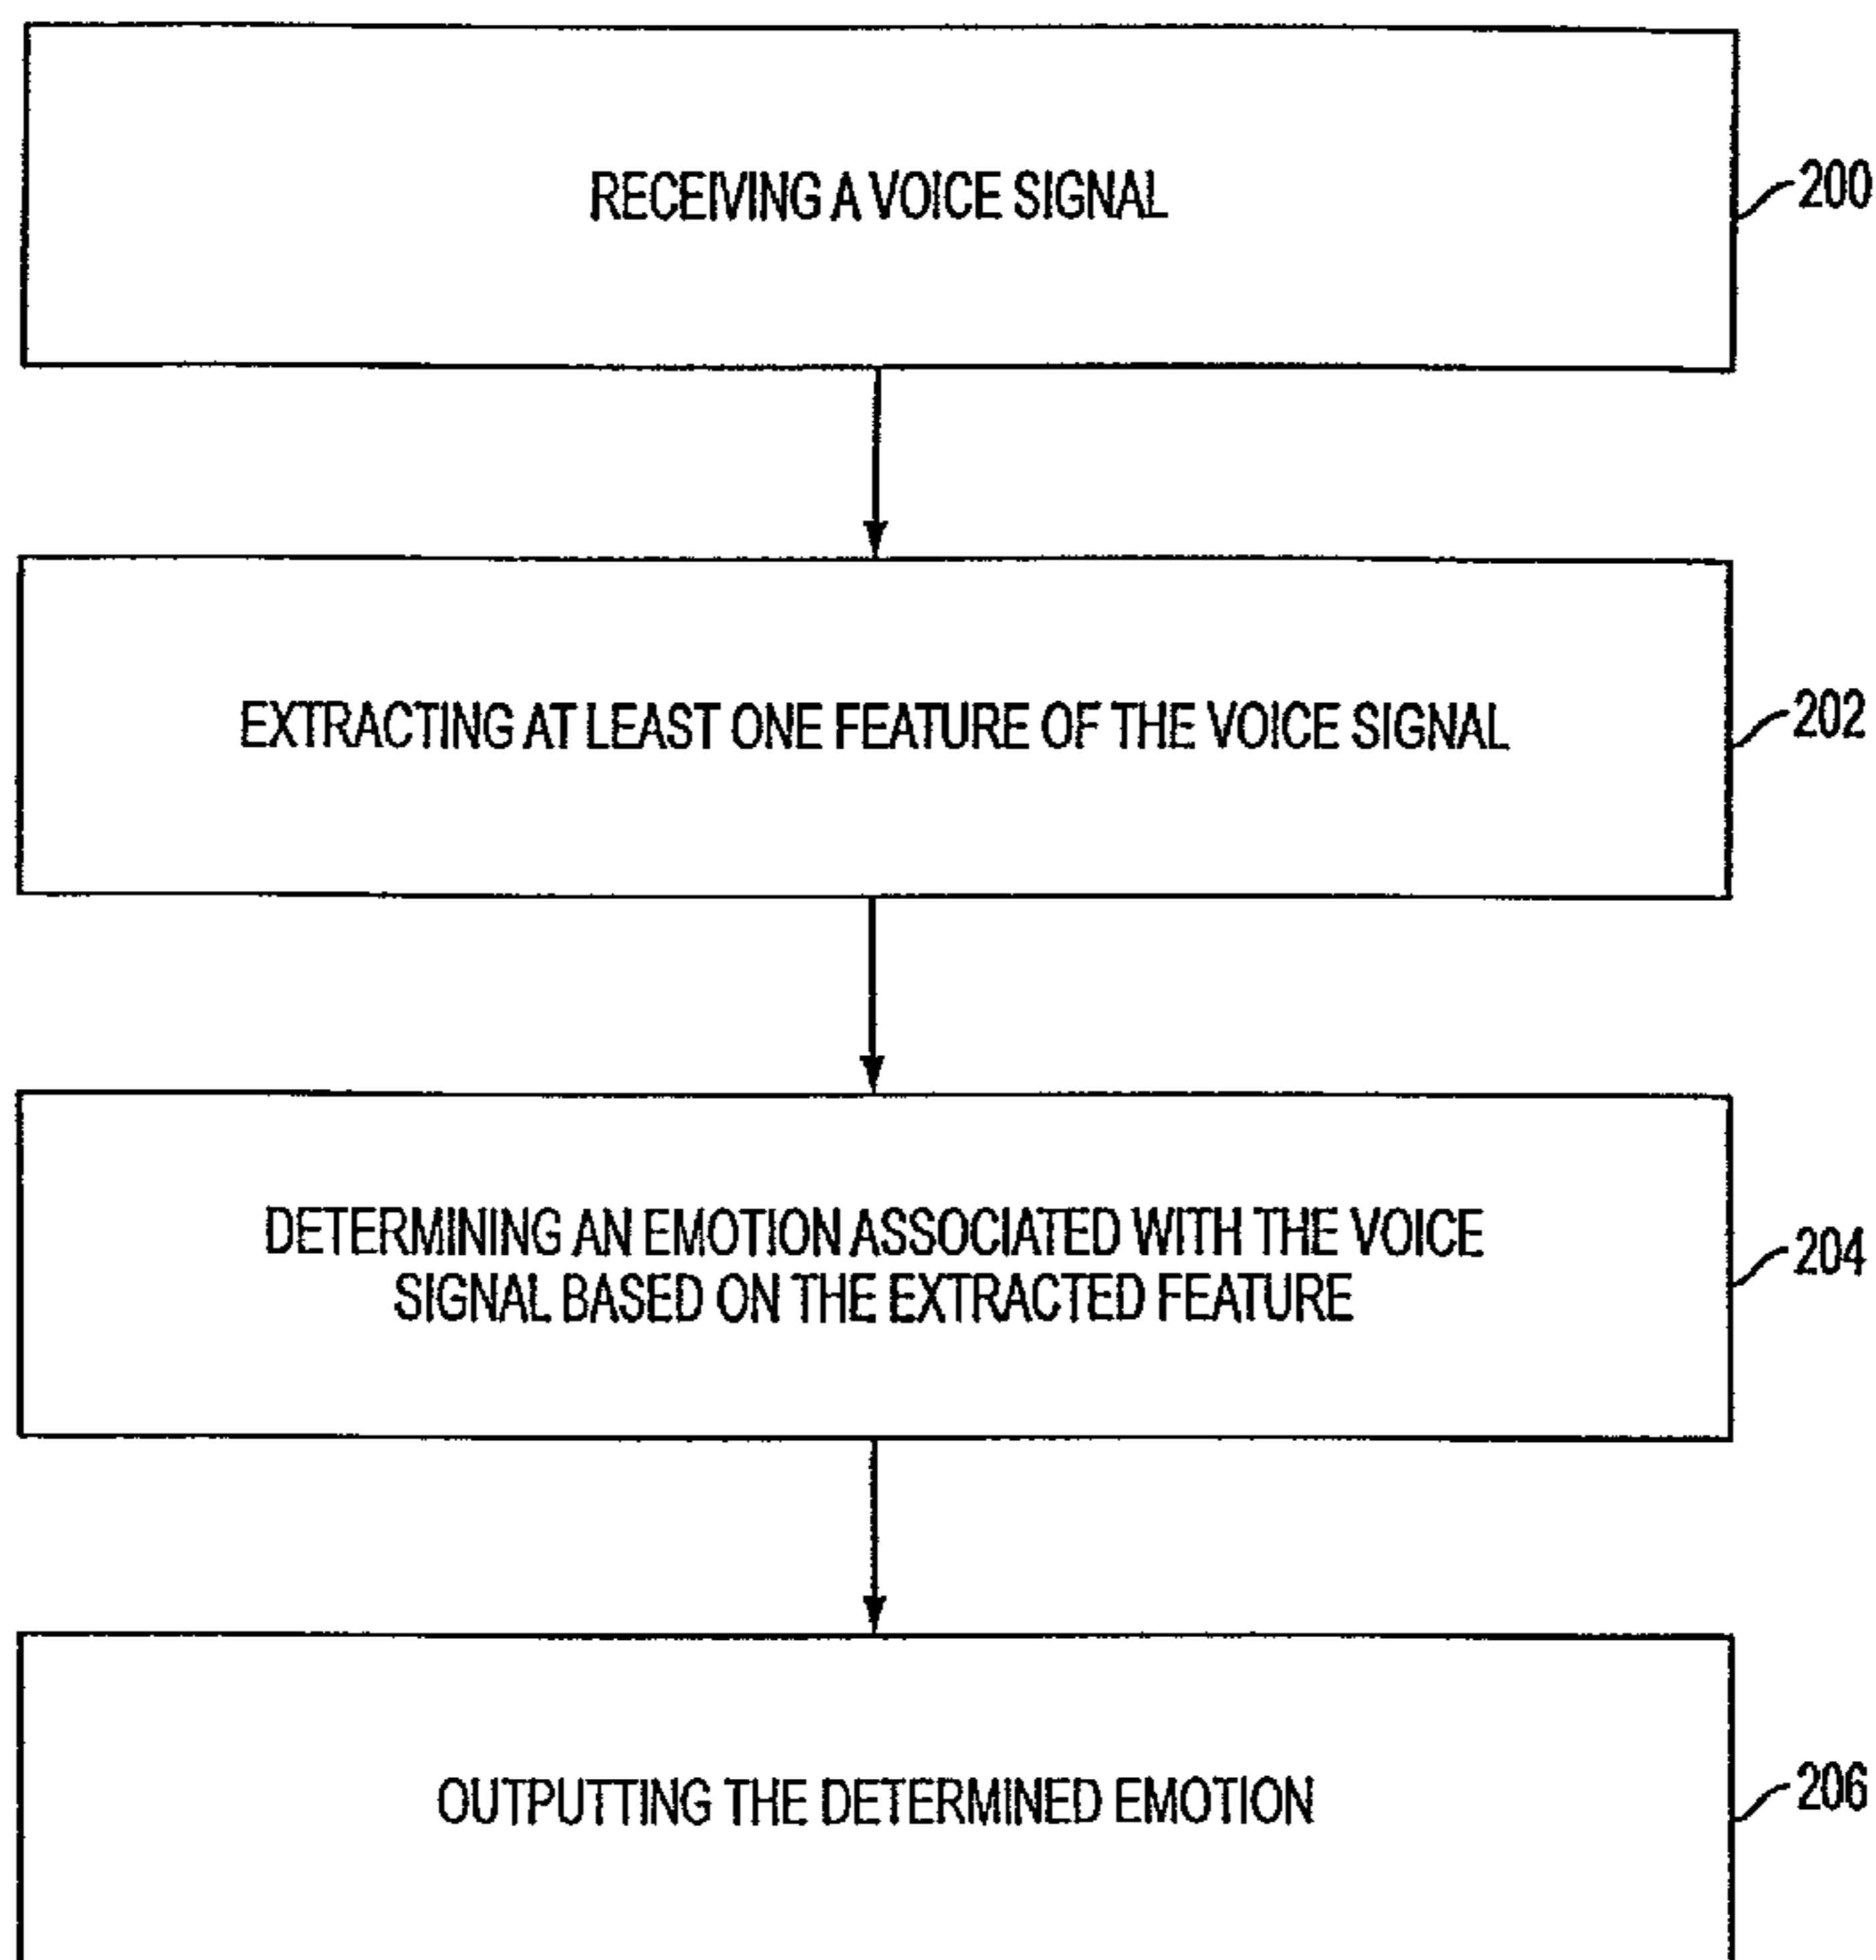 RECEIVING A VOICE SIGNAL
200
EXTRACTING AT LEAST ONE FEATURE OF THE VOICE SIGNAL
202
DETERMINING AN EMOTION ASSOCIATED WITH THE VOICE
SIGNAL BASED ON THE EXTRACTED FEATURE
204
OUTPUTTING THE DETERMINED EMOTION
206